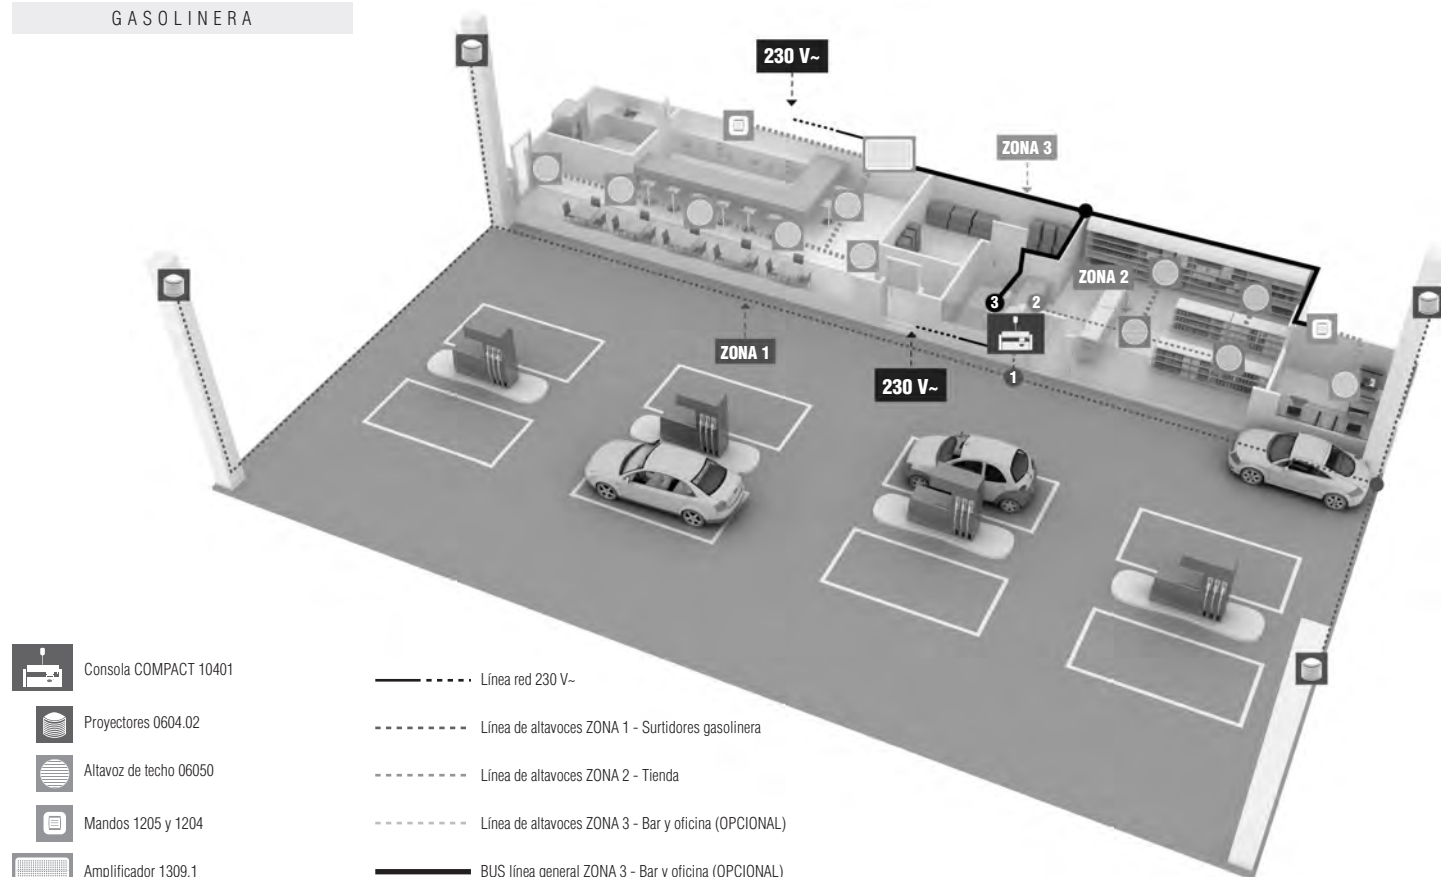 GASOLINERA
230 V~
ZONA 3
ZONA 2
3
2
ZONA 1
230 V~
1
Consola COMPACT 10401
Proyectores 0604.02
Altavoz de techo 06050
Mandos 1205 y 1204
Amplificador 1309.1
Línea red 230 V~
Línea de altavoces ZONA 1 - Surtidores gasolinera
Línea de altavoces ZONA 2 - Tienda
Línea de altavoces ZONA 3 - Bar y oficina (OPCIONAL)
BUS línea general ZONA 3 - Bar y oficina (OPCIONAL)